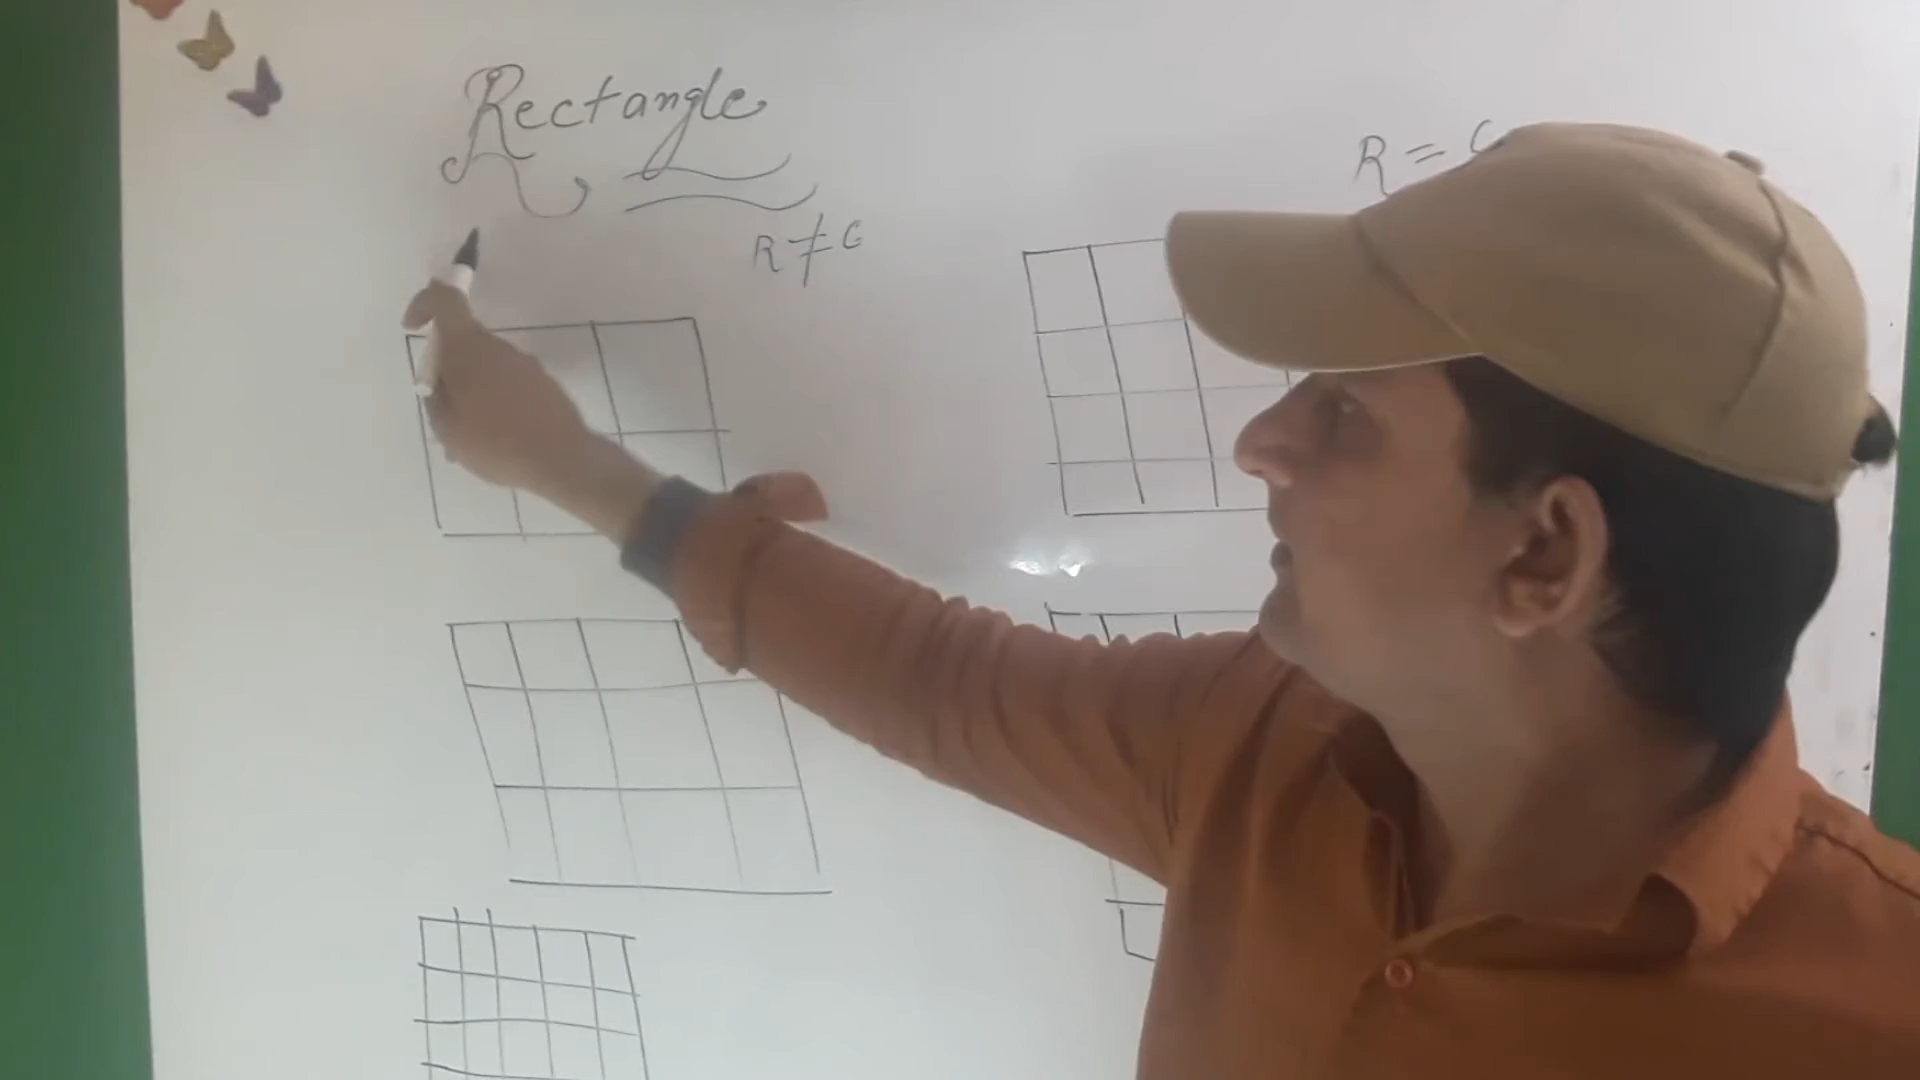 Rectangle
R = C
R ≠ C